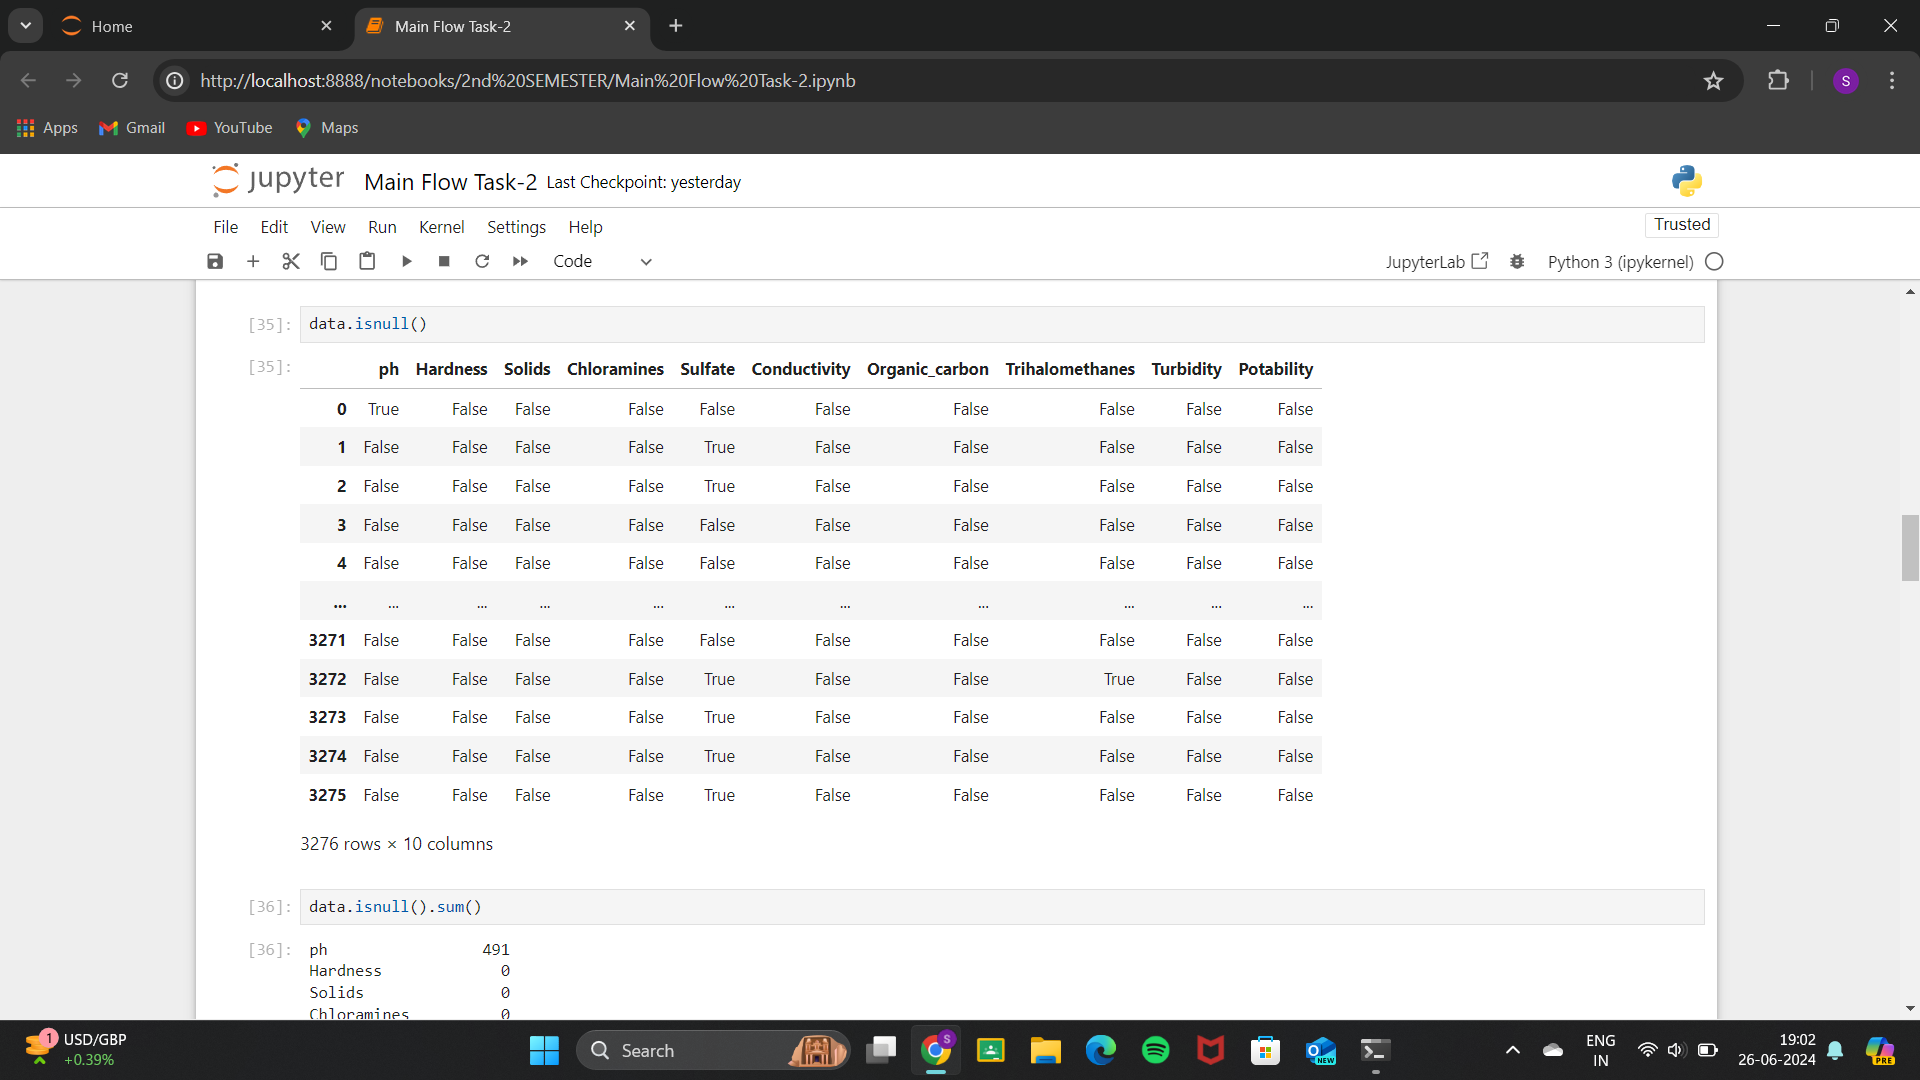 Home
Main Flow Task-2
http://localhost:8888/notebooks/2nd%20SEMESTER/Main%20Flow%20Task-2.ipynb
S
Apps Gmail YouTube Maps
jupyter Main Flow Task-2 Last Checkpoint: yesterday
File Edit View Run Kernel Settings Help Trusted
Code JupyterLab Python 3 (ipykernel)
[35]: data.isnull()
[35]: ph Hardness Solids Chloramines Sulfate Conductivity Organic_carbon Trihalomethanes Turbidity Potability
0 True False False False False False False False False False
1 False False False False True False False False False False
2 False False False False True False False False False False
3 False False False False False False False False False False
4 False False False False False False False False False False
... ... ... ... ... ... ... ... ... ... ...
3271 False False False False False False False False False False
3272 False False False False True False False True False False
3273 False False False False True False False False False False
3274 False False False False True False False False False False
3275 False False False False True False False False False False
3276 rows × 10 columns
[36]: data.isnull().sum()
[36]: ph 491
Hardness 0
Solids 0
Chloramines 0
1 USD/GBP
+0.39%
Search
S
NEW
ENG
IN
19:02
26-06-2024
PRE